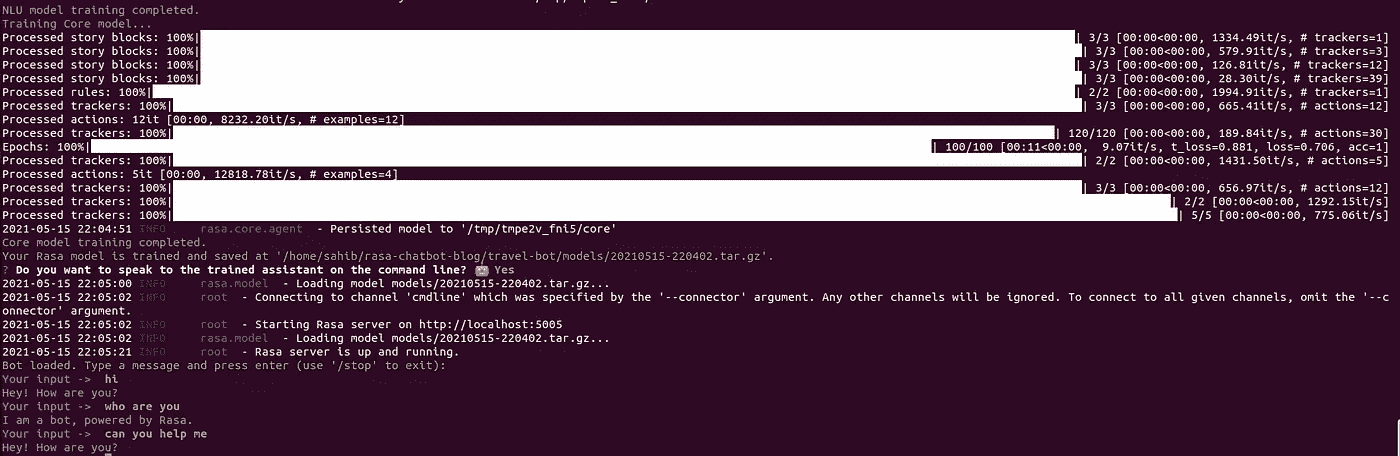 NLU model training completed.
Training Core model...
Processed story blocks: 100%| | 3/3 [00:00<00:00, 1334.49it/s, # trackers=1]
Processed story blocks: 100%| | 3/3 [00:00<00:00, 579.91it/s, # trackers=3]
Processed story blocks: 100%| | 3/3 [00:00<00:00, 126.81it/s, # trackers=12]
Processed story blocks: 100%| | 3/3 [00:00<00:00, 28.30it/s, # trackers=39]
Processed rules: 100%| | 2/2 [00:00<00:00, 1994.91it/s, # trackers=1]
Processed trackers: 100%| | 3/3 [00:00<00:00, 665.41it/s, # actions=12]
Processed actions: 12it [00:00, 8232.20it/s, # examples=12]
Processed trackers: 100%| | 120/120 [00:00<00:00, 189.84it/s, # actions=30]
Epochs: 100%| | 100/100 [00:11<00:00, 9.07it/s, t_loss=0.881, loss=0.706, acc=1]
Processed trackers: 100%| | 2/2 [00:00<00:00, 1431.50it/s, # actions=5]
Processed actions: 5it [00:00, 12818.78it/s, # examples=4]
Processed trackers: 100%| | 3/3 [00:00<00:00, 656.97it/s, # actions=12]
Processed trackers: 100%| | 2/2 [00:00<00:00, 1292.15it/s]
Processed trackers: 100%| | 5/5 [00:00<00:00, 775.06it/s]
2021-05-15 22:04:51 INFO rasa.core.agent - Persisted model to '/tmp/tmpe2v_fni5/core'
Core model training completed.
Your Rasa model is trained and saved at '/home/sahib/rasa-chatbot-blog/travel-bot/models/20210515-220402.tar.gz'.
? Do you want to speak to the trained assistant on the command line? 🤖 Yes
2021-05-15 22:05:00 INFO rasa.model - Loading model models/20210515-220402.tar.gz...
2021-05-15 22:05:02 INFO root - Connecting to channel 'cmdline' which was specified by the '--connector' argument. Any other channels will be ignored. To connect to all given channels, omit the '--c
onnector' argument.
2021-05-15 22:05:02 INFO root - Starting Rasa server on http://localhost:5005
2021-05-15 22:05:02 INFO rasa.model - Loading model models/20210515-220402.tar.gz...
2021-05-15 22:05:21 INFO root - Rasa server is up and running.
Bot loaded. Type a message and press enter (use '/stop' to exit):
Your input -> hi
Hey! How are you?
Your input -> who are you
I am a bot, powered by Rasa.
Your input -> can you help me
Hey! How are you?